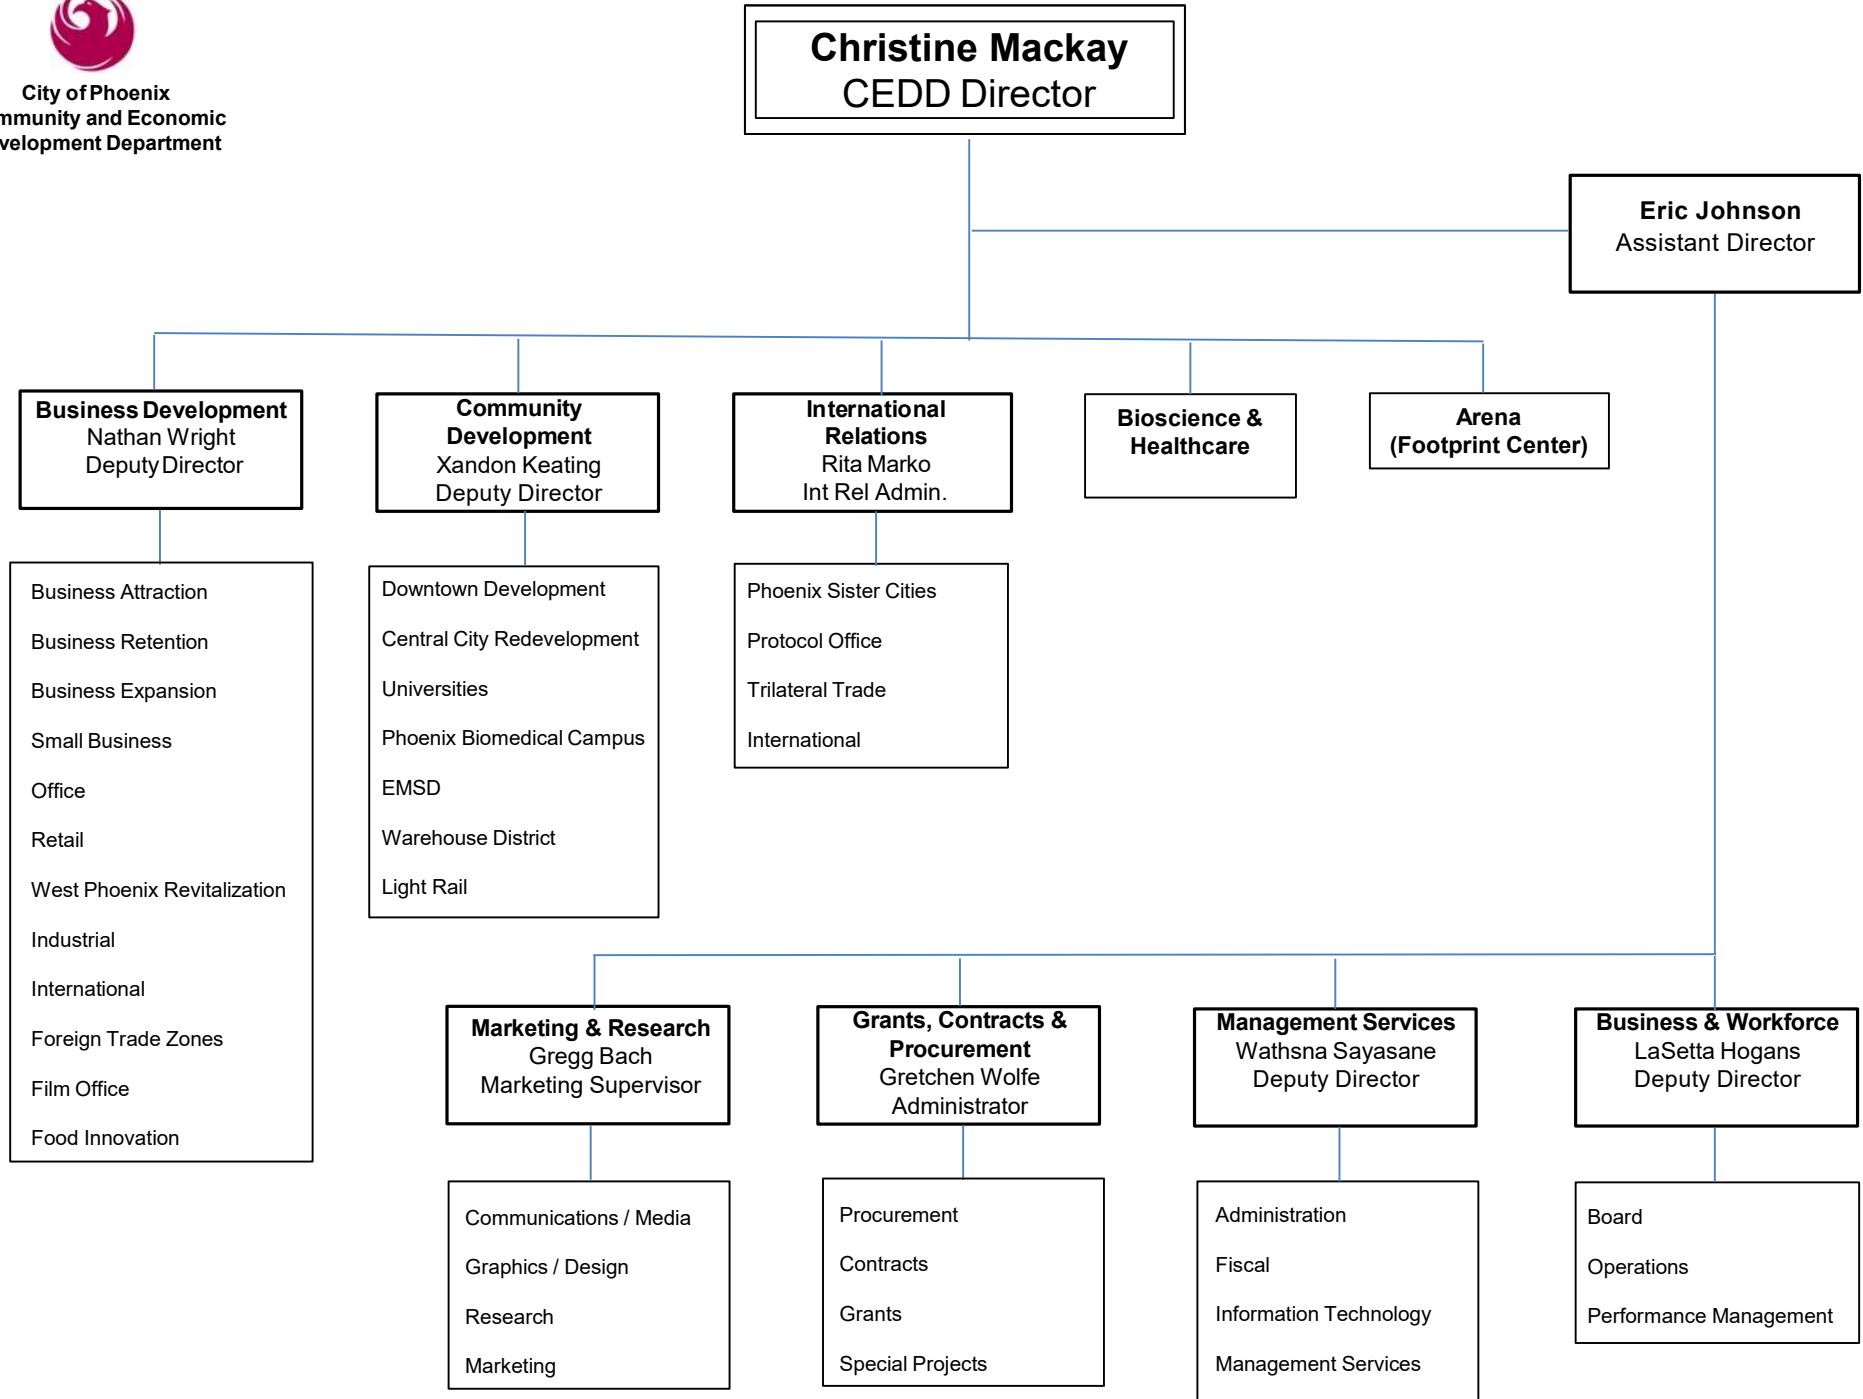 City of Phoenix
mmunity and Economic
velopment Department
Christine Mackay
CEDD Director
Eric Johnson
Assistant Director
Business Development
Nathan Wright
Deputy Director
Community
Development
Xandon Keating
Deputy Director
International
Relations
Rita Marko
Int Rel Admin.
Bioscience &
Healthcare
Arena
(Footprint Center)
Business Attraction
Business Retention
Business Expansion
Small Business
Office
Retail
West Phoenix Revitalization
Industrial
International
Foreign Trade Zones
Film Office
Food Innovation
Downtown Development
Central City Redevelopment
Universities
Phoenix Biomedical Campus
EMSD
Warehouse District
Light Rail
Phoenix Sister Cities
Protocol Office
Trilateral Trade
International
Marketing & Research
Gregg Bach
Marketing Supervisor
Grants, Contracts &
Procurement
Gretchen Wolfe
Administrator
Management Services
Wathsna Sayasane
Deputy Director
Business & Workforce
LaSetta Hogans
Deputy Director
Communications / Media
Graphics / Design
Research
Marketing
Procurement
Contracts
Grants
Special Projects
Administration
Fiscal
Information Technology
Management Services
Board
Operations
Performance Management